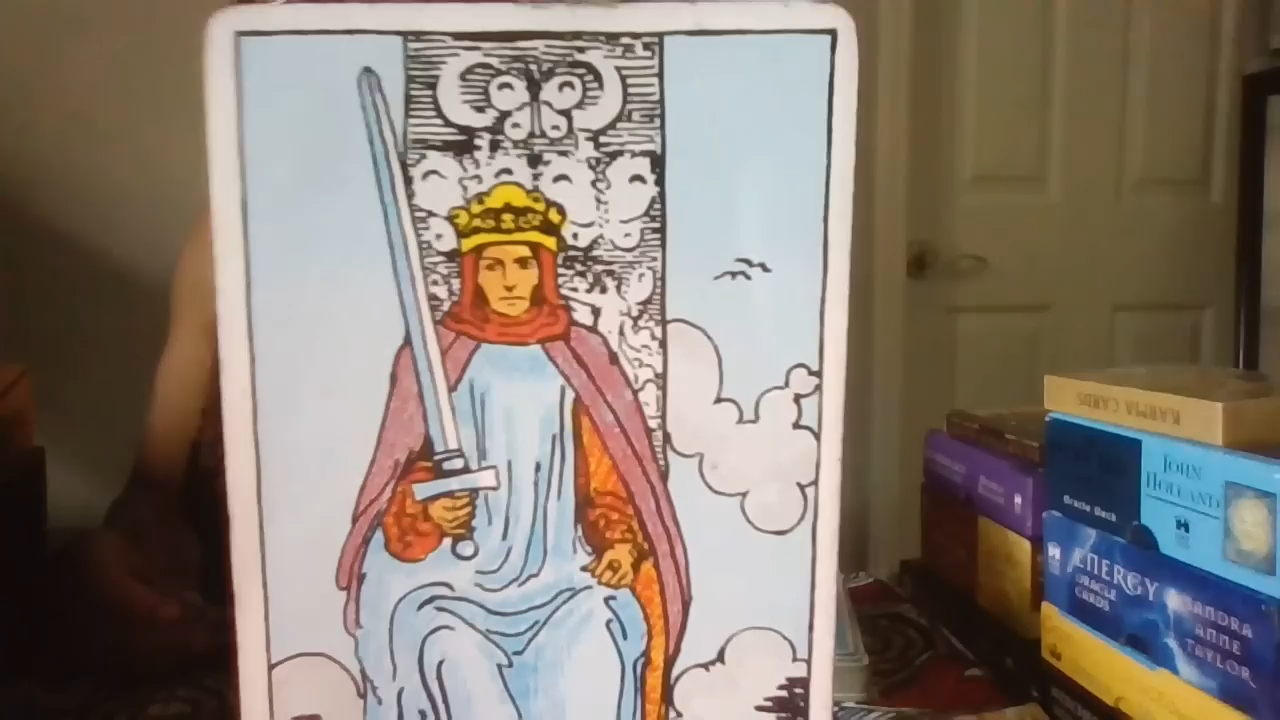 KARMA CARDS
JOHN
HOLLAND
Oracle Deck
ENERGY
ORACLE
CARDS
SANDRA
ANNE
TAYLOR